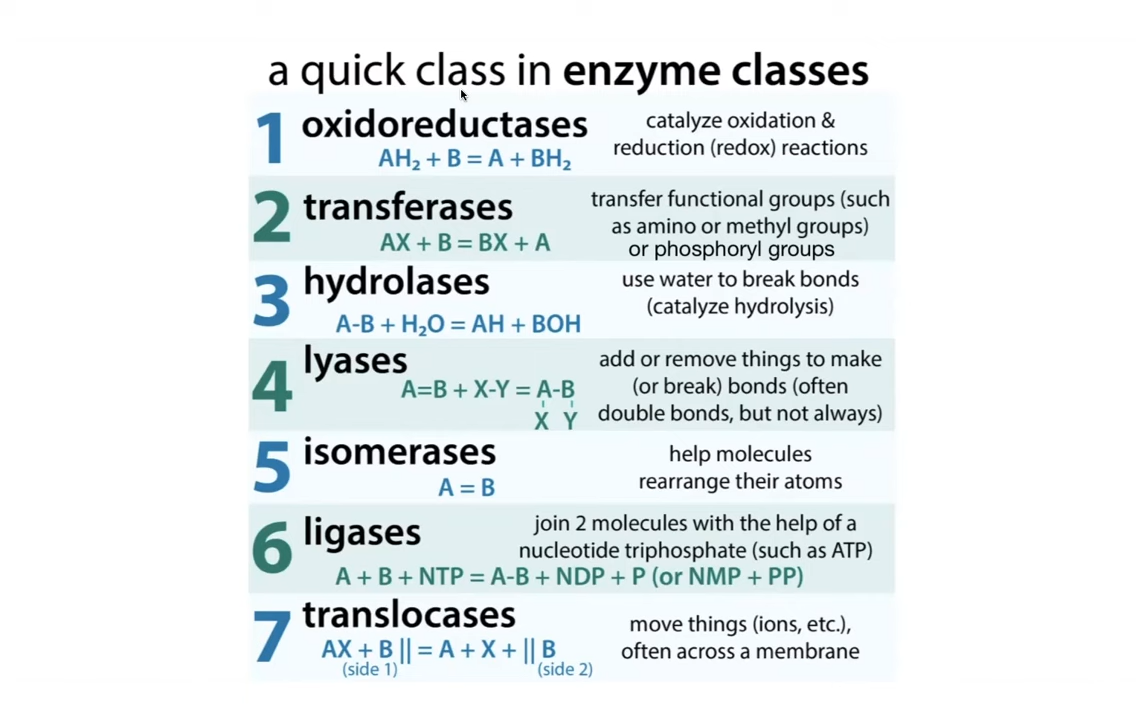 a quick class in enzyme classes
1 oxidoreductases
AH₂ + B = A + BH₂
catalyze oxidation &
reduction (redox) reactions
2 transferases
AX + B = BX + A
transfer functional groups (such
as amino or methyl groups)
or phosphoryl groups
3 hydrolases
A-B + H₂O = AH + BOH
use water to break bonds
(catalyze hydrolysis)
4 lyases
A=B + X-Y = A-B
X Y
add or remove things to make
(or break) bonds (often
double bonds, but not always)
5 isomerases
A = B
help molecules
rearrange their atoms
6 ligases
join 2 molecules with the help of a
nucleotide triphosphate (such as ATP)
A + B + NTP = A-B + NDP + P (or NMP + PP)
7 translocases
AX + B || = A + X + || B
(side 1) (side 2)
move things (ions, etc.),
often across a membrane